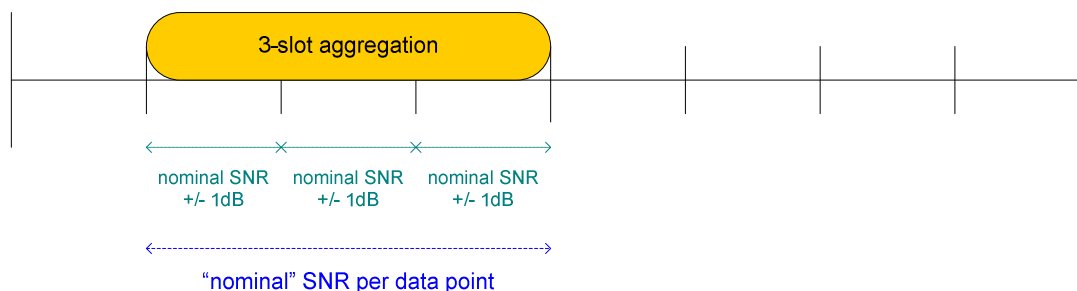 3-slot aggregation
nominal SNR nominal SNR nominal SNR
+/- 1dB +/- 1dB +/- 1dB
“nominal” SNR per data point